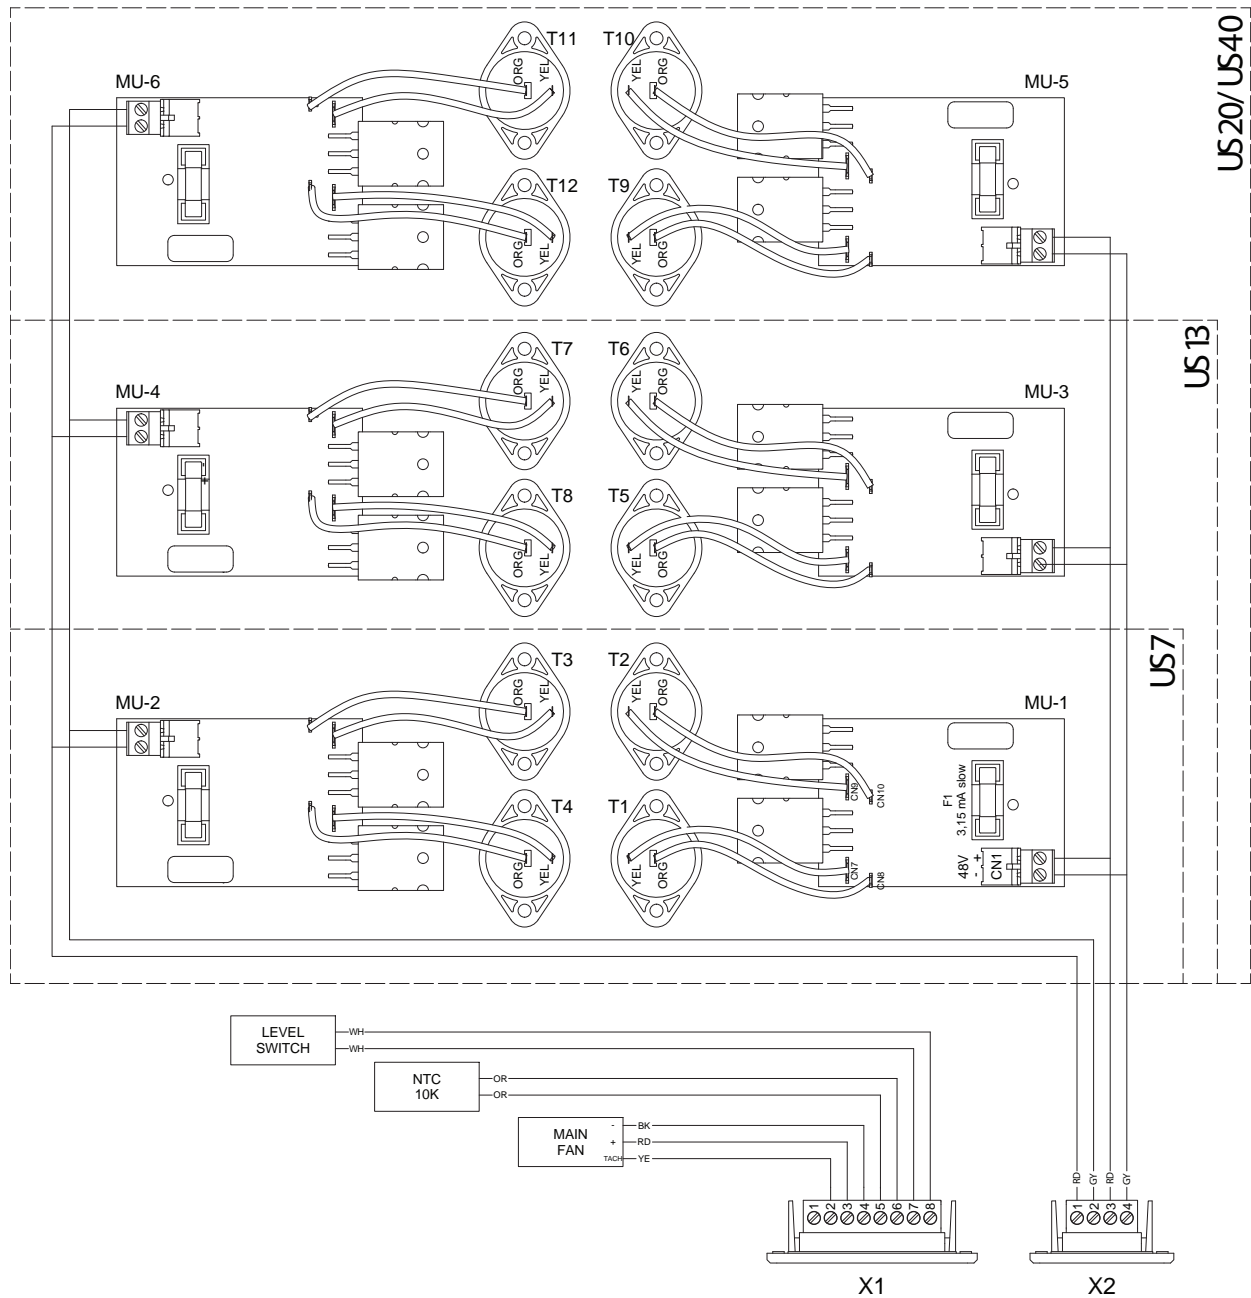 T11 T10
ORG YEL YEL ORG
MU-6 MU-5
US20/ US40
T12 T9
ORG YEL YEL ORG
T7 T6
ORG YEL YEL ORG
MU-4 MU-3
US13
T8 T5
ORG YEL YEL ORG
T3 T2
ORG YEL YEL ORG
MU-2 MU-1
US7
CN9 CN10
F1
3,15 mA slow
T4 T1
ORG YEL YEL ORG
CN7 CN8
48V
- +
CN1
LEVEL
SWITCH
WH
WH
NTC
10K
OR
OR
MAIN
FAN
- BK
+ RD
TACH YE
RD GY RD GY
1 2 3 4 5 6 7 8
1 2 3 4
X1 X2